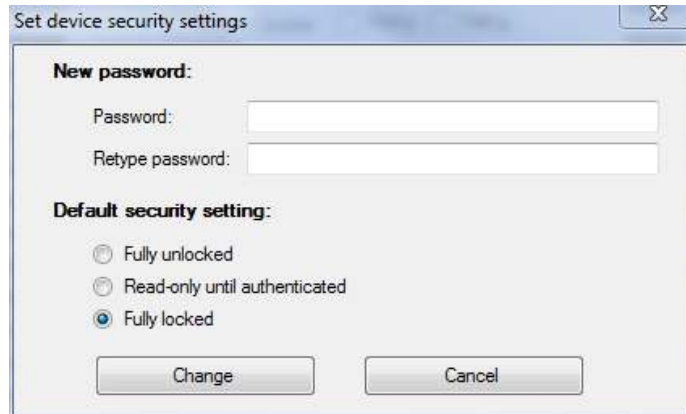 Set device security settings
New password:
Password:
Retype password:
Default security setting:
Fully unlocked
Read-only until authenticated
Fully locked
Change Cancel